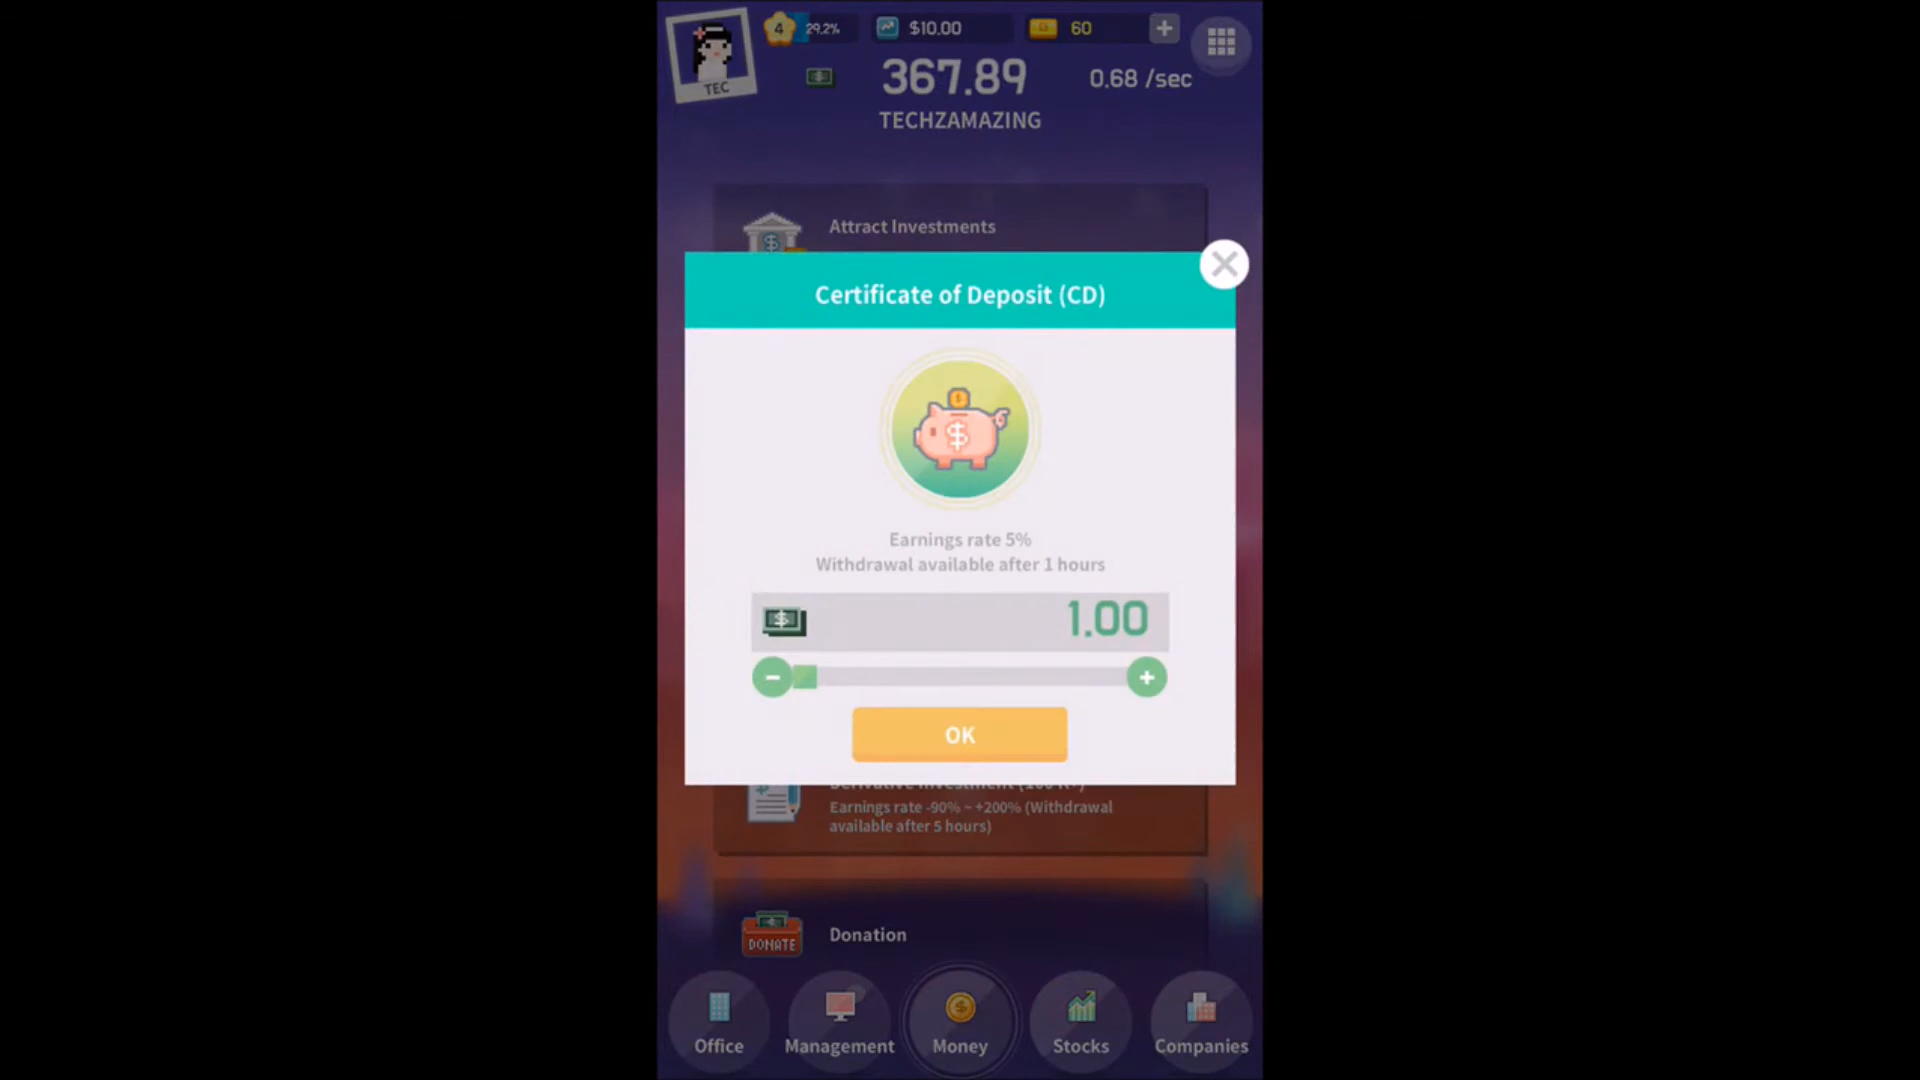 4 29.2% $10.00 60
367.89 0.68 /sec
TEC
TECHZAMAZING
Attract Investments
Certificate of Deposit (CD)
Earnings rate 5%
Withdrawal available after 1 hours
1.00
OK
Derivative Investment
Earnings rate -90% ~ +200% (Withdrawal
available after 5 hours)
DONATE Donation
Office Management Money Stocks Companies